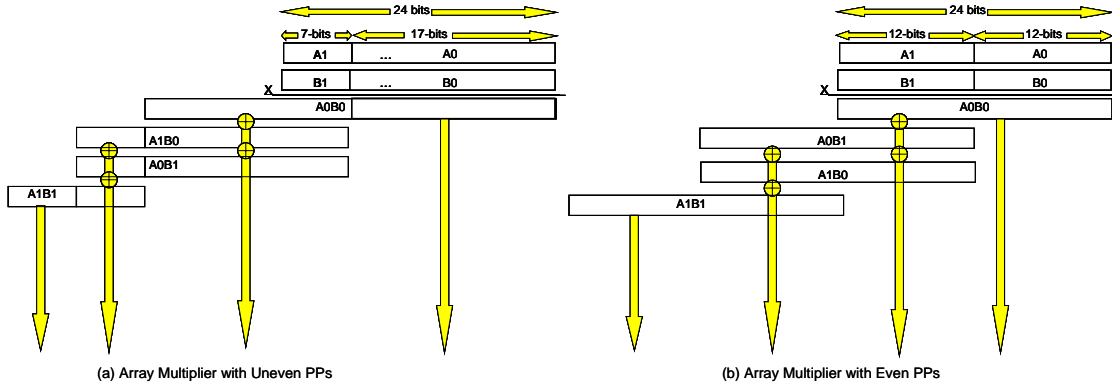 24 bits
7-bits 17-bits
A1 ... A0
B1 ... B0
X
A0B0
A1B0
A0B1
A1B1
(a) Array Multiplier with Uneven PPs
24 bits
12-bits 12-bits
A1 A0
B1 B0
X
A0B0
A0B1
A1B0
A1B1
(b) Array Multiplier with Even PPs